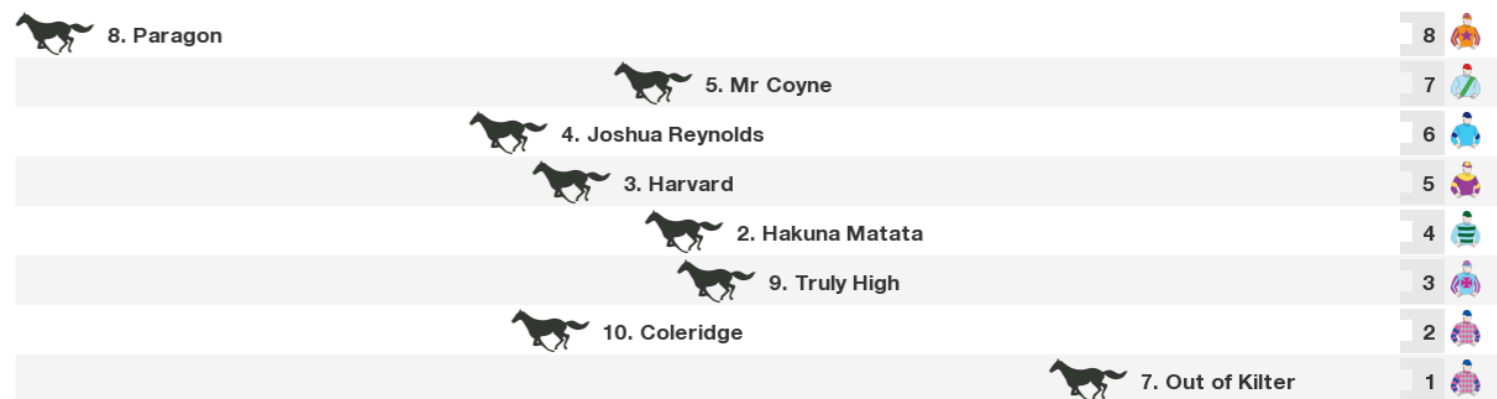 8. Paragon 8
5. Mr Coyne 7
4. Joshua Reynolds 6
3. Harvard 5
2. Hakuna Matata 4
9. Truly High 3
10. Coleridge 2
7. Out of Kilter 1